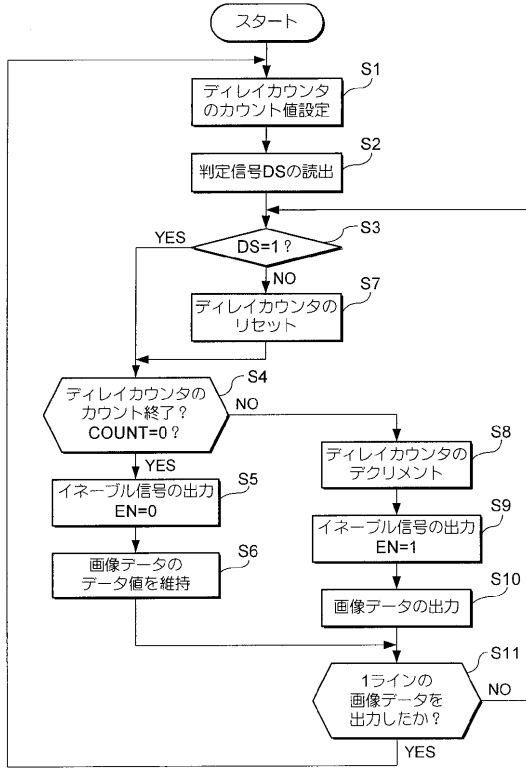 スタート
S1
ディレイカウンタ
のカウント値設定
S2
判定信号DSの読出
S3
DS=1？
YES
NO
S7
ディレイカウンタの
リセット
S4
ディレイカウンタの
カウント終了？
COUNT=0？
NO
YES
S5
イネーブル信号の出力
EN=0
S6
画像データの
データ値を維持
S8
ディレイカウンタの
デクリメント
S9
イネーブル信号の出力
EN=1
S10
画像データの出力
S11
1ラインの
画像データを
出力したか？
NO
YES